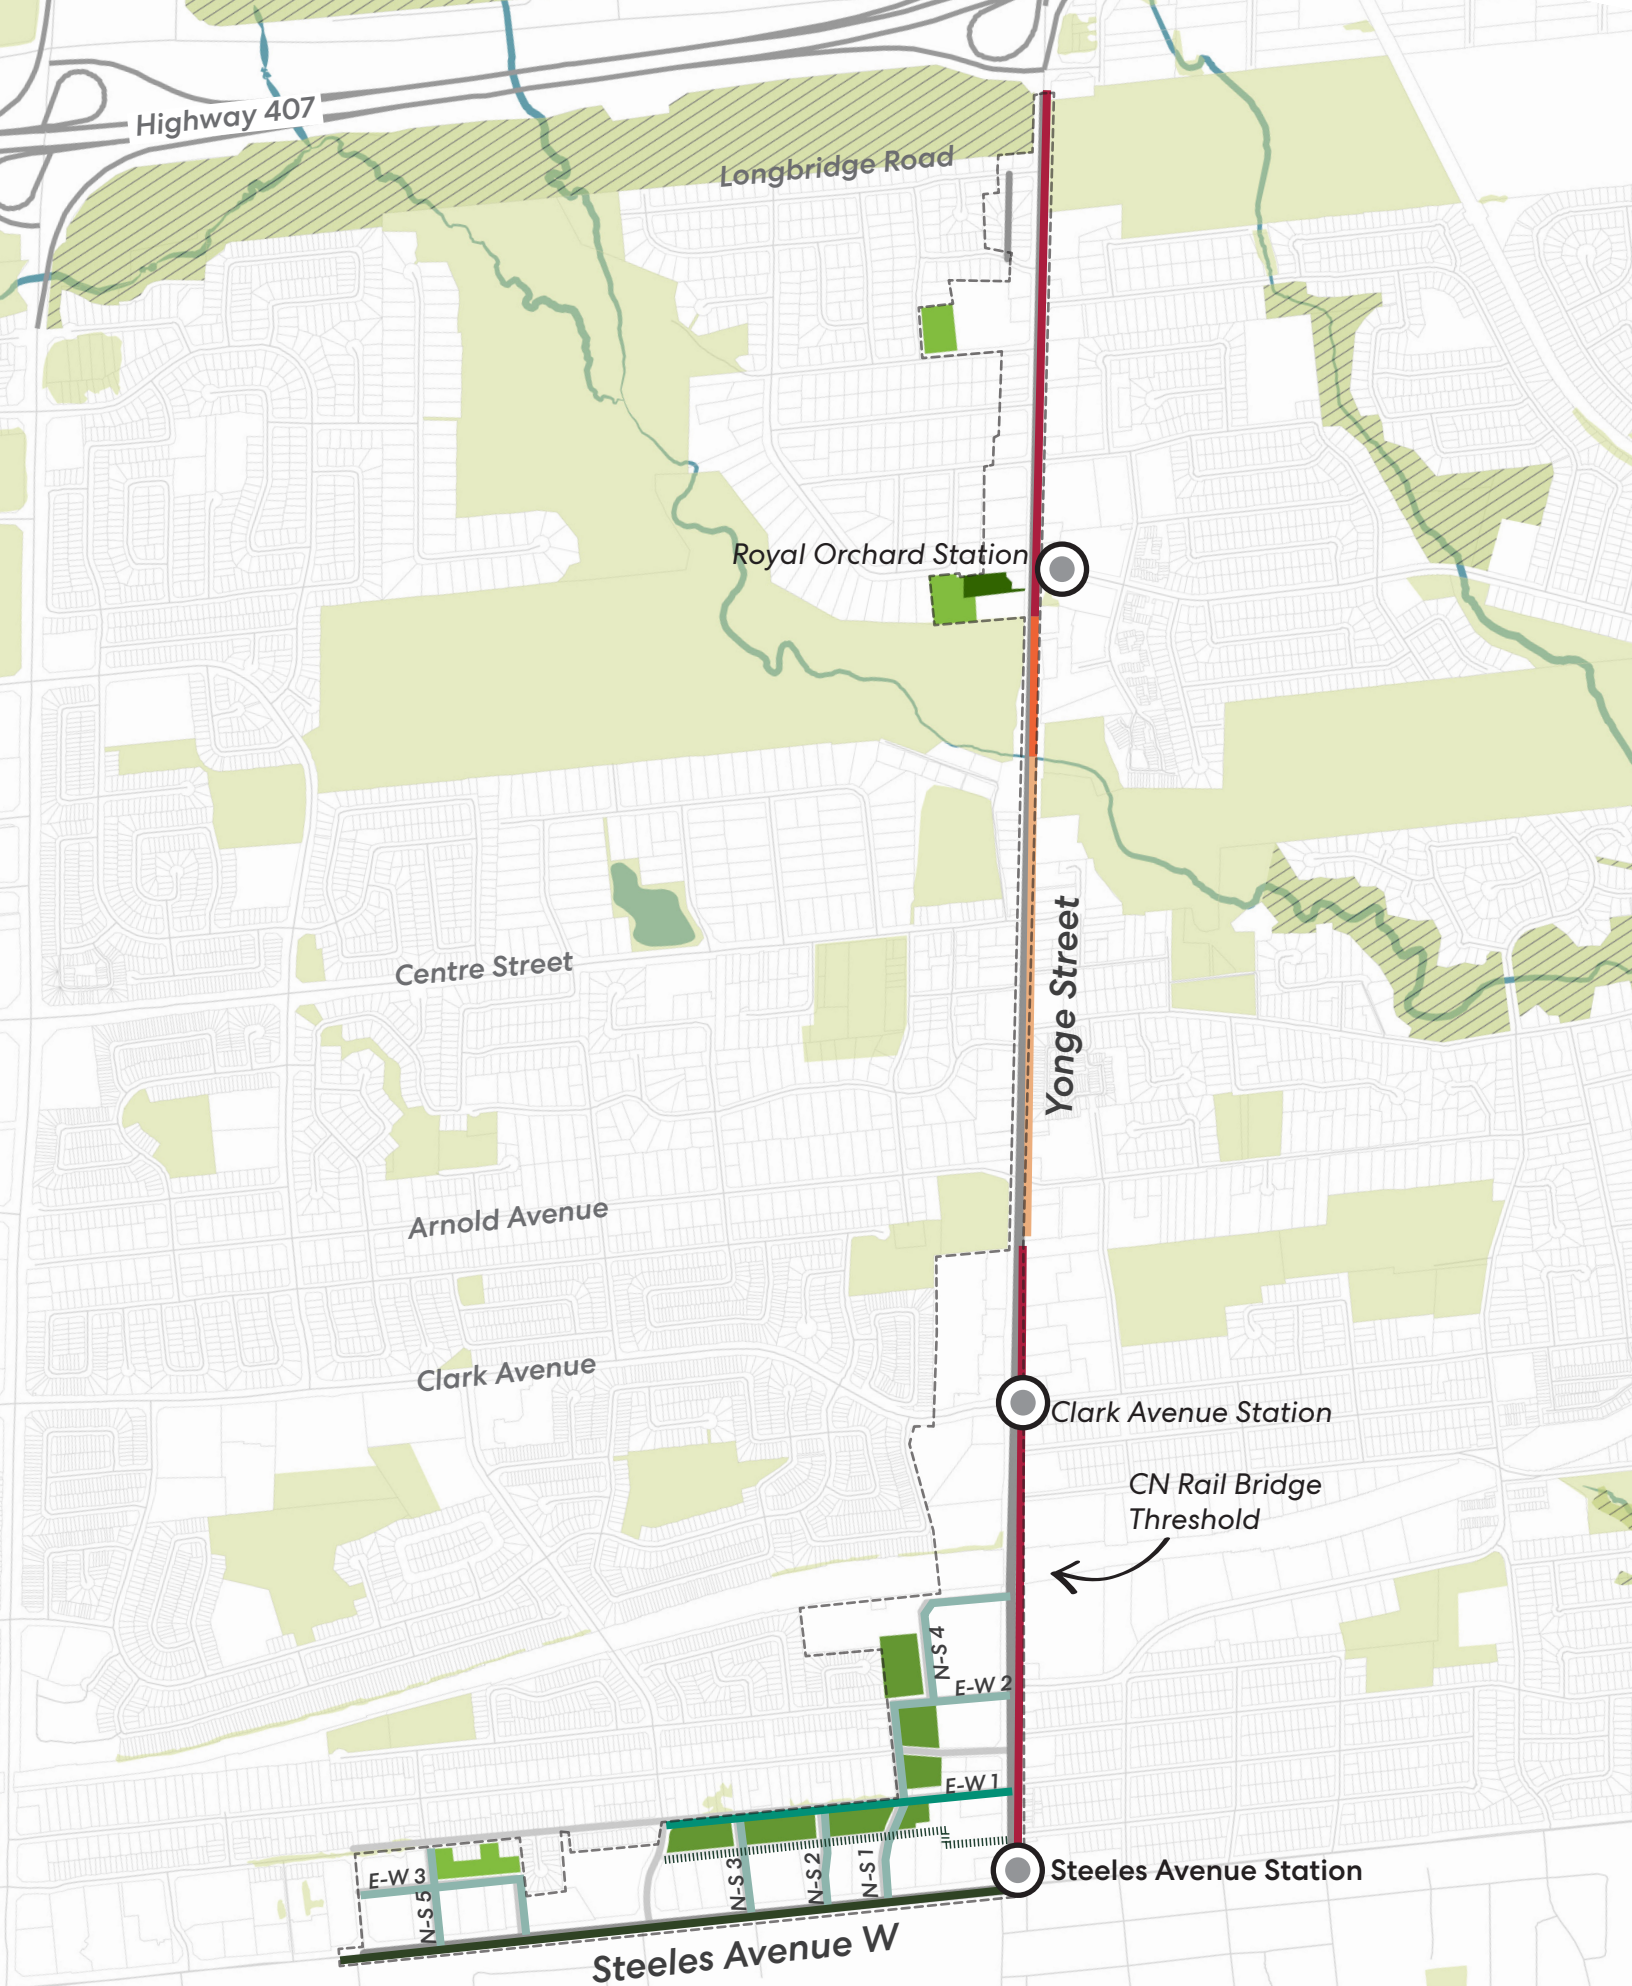 Highway 407
Longbridge Road
Royal Orchard Station
Yonge Street
Centre Street
Arnold Avenue
Clark Avenue
Clark Avenue Station
CN Rail Bridge
Threshold
N-S 4
E-W 2
E-W 1
E-W 3
N-S 5
N-S 3
N-S 2
N-S 1
Steeles Avenue Station
Steeles Avenue W